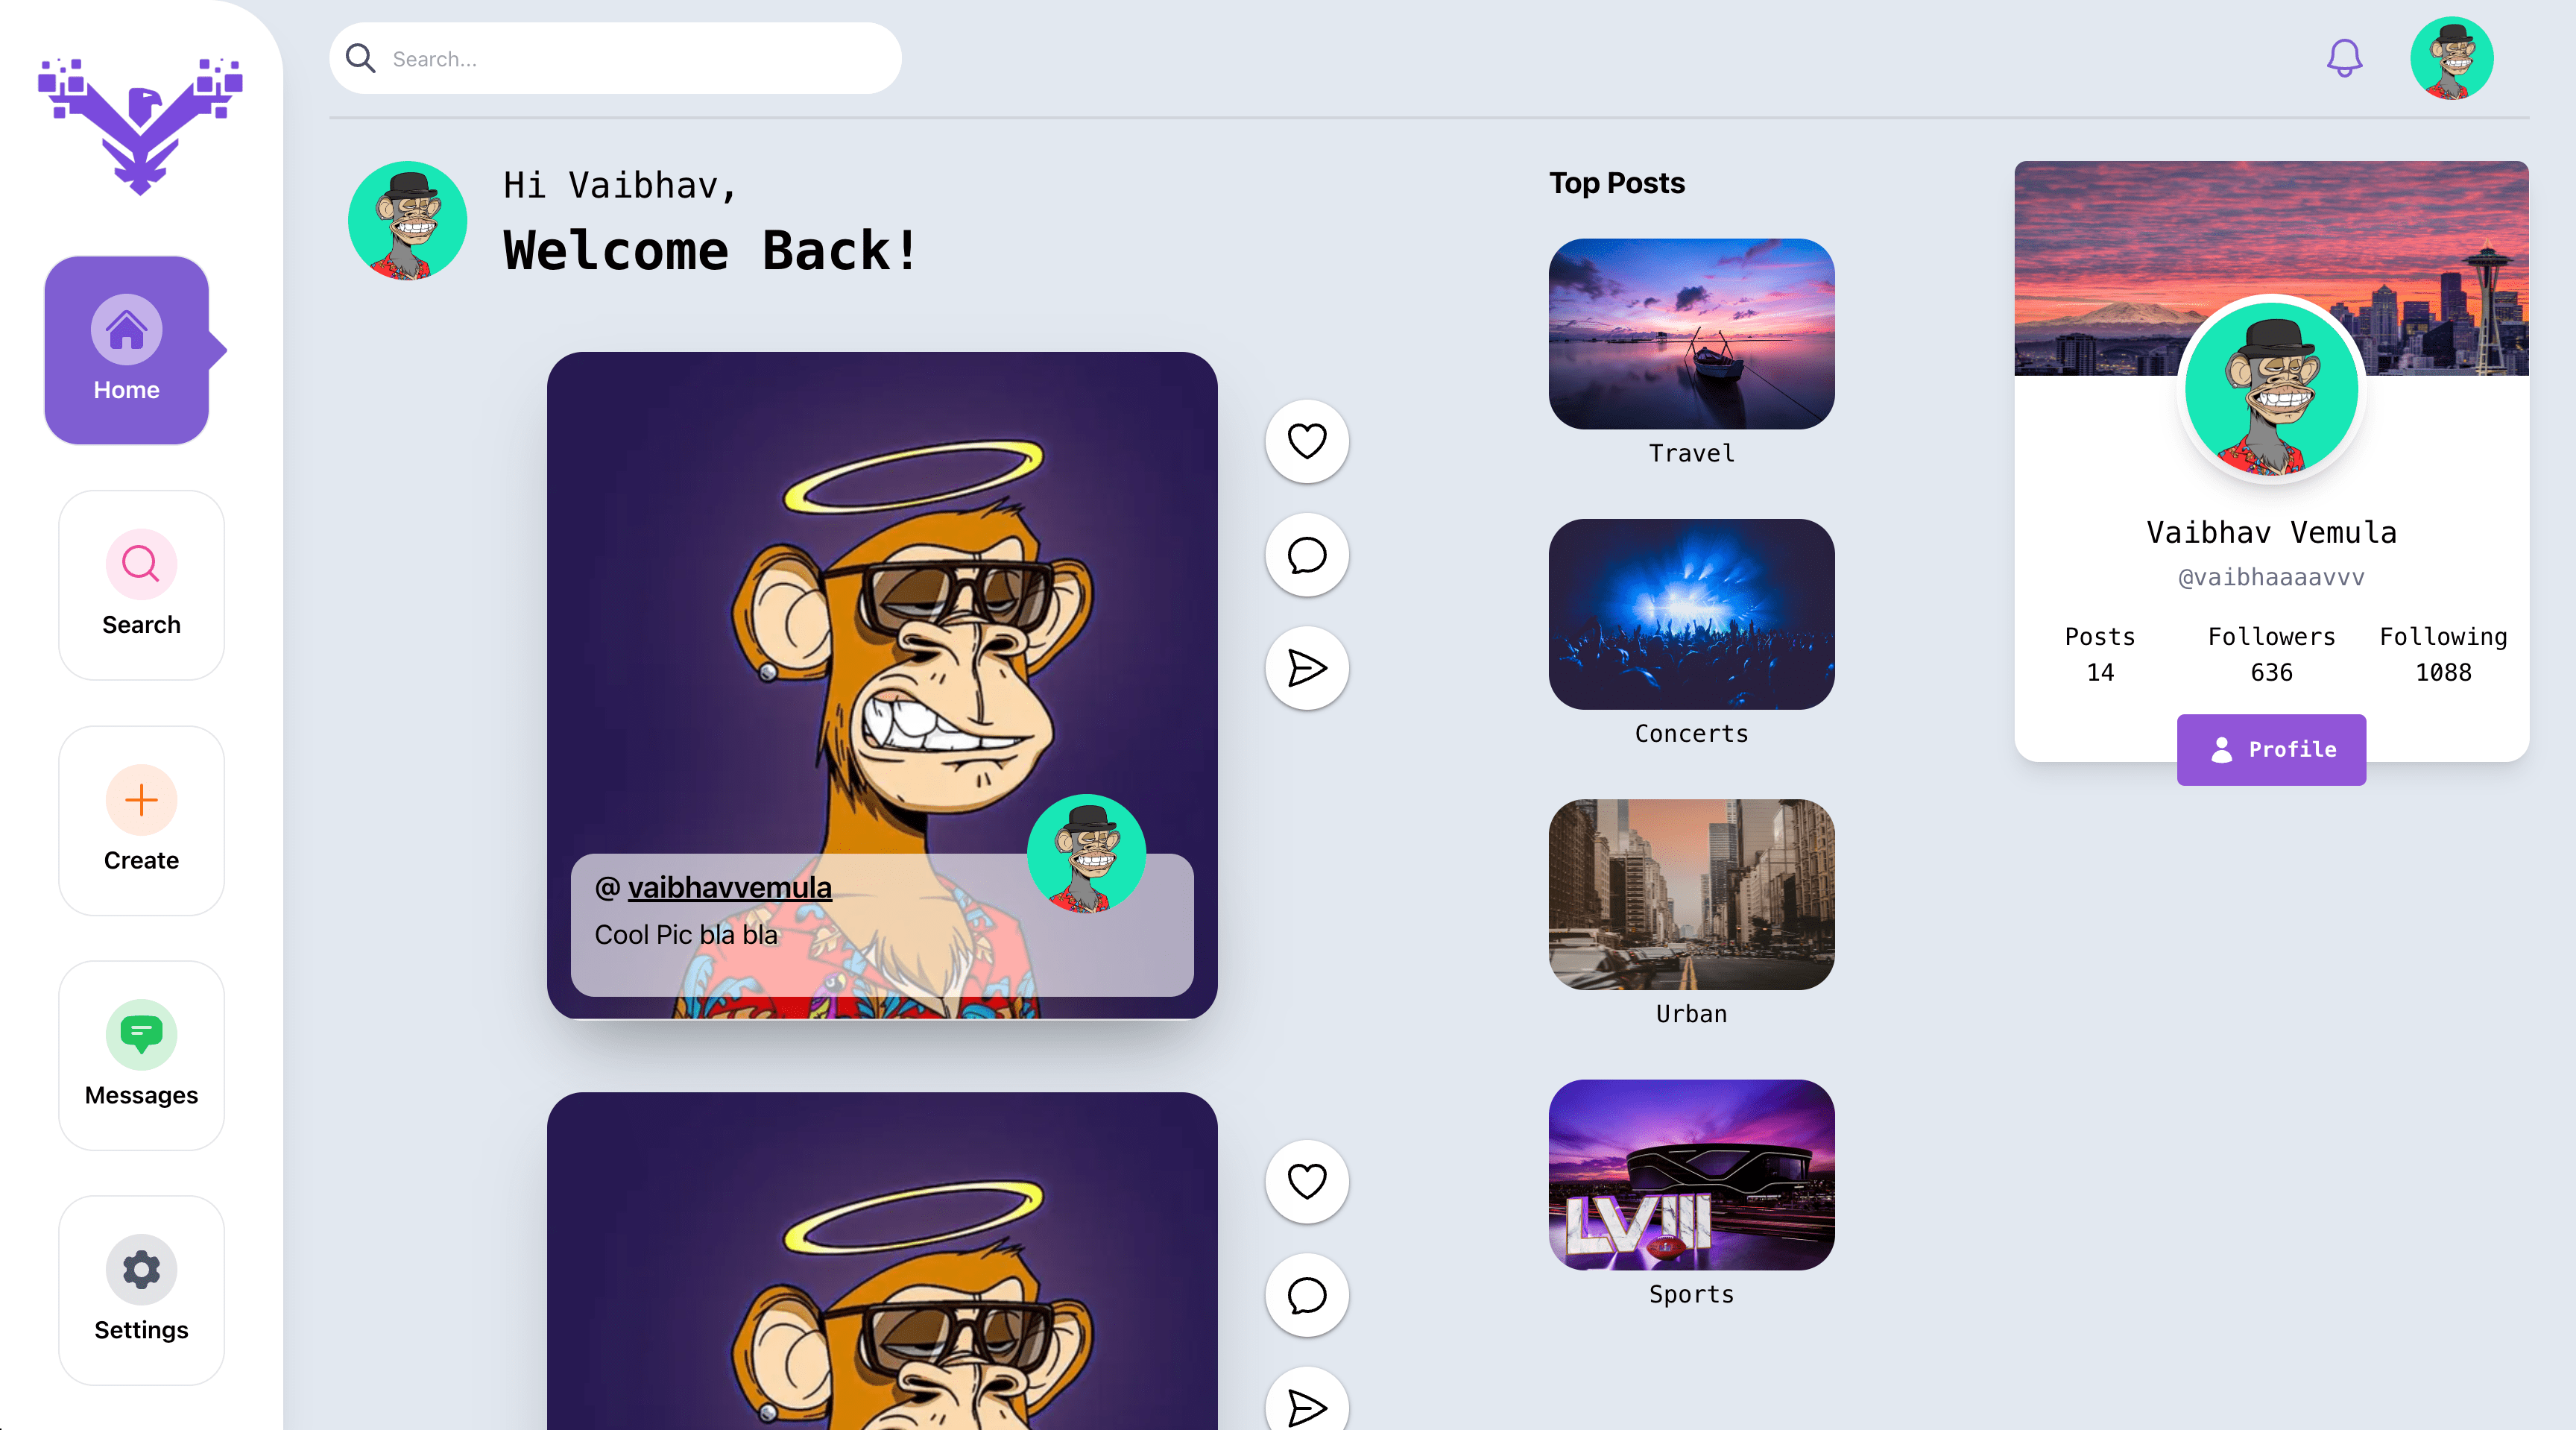 Search...
Home
Search
Create
Messages
Settings
Hi Vaibhav,
Welcome Back!
@ vaibhavvemula
Cool Pic bla bla
Top Posts
Travel
Concerts
Urban
LVIII
Sports
Vaibhav Vemula
@vaibhaaaavvv
Posts Followers Following
14 636 1088
Profile